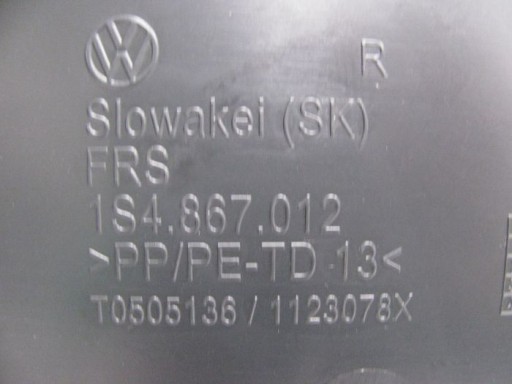 R
Slowakei (SK)
FRS
1S4.867.012
>PP/PE-TD 13<
T0505136 / 1123078X